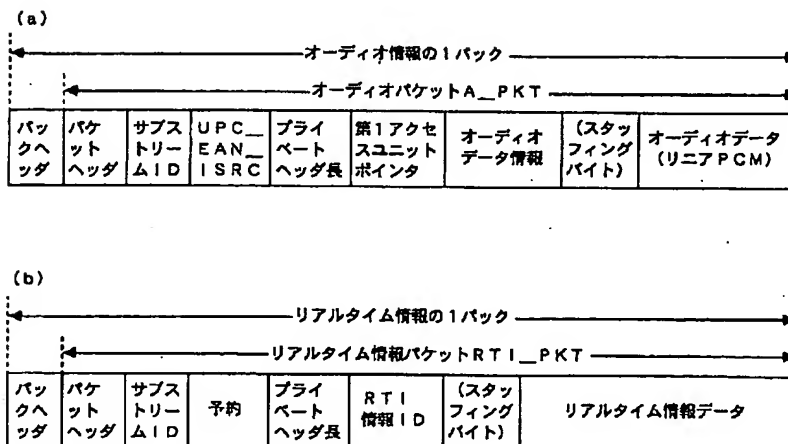 (a)
オーディオ情報の1パック
オーディオパケットA__PKT
パッ
クヘ
ッダ
パケ
ット
ヘッダ
サブス
トリー
ムID
UPC__
EAN__
ISRC
プライ
ベート
ヘッダ長
第1アクセ
スユニット
ポインタ
オーディオ
データ情報
(スタッ
フィング
バイト)
オーディオデータ
(リニアPCM)
(b)
リアルタイム情報の1パック
リアルタイム情報パケットRTI__PKT
パッ
クヘ
ッダ
パケ
ット
ヘッダ
サブス
トリー
ムID
予約
プライ
ベート
ヘッダ長
RTI
情報ID
(スタッ
フィング
バイト)
リアルタイム情報データ